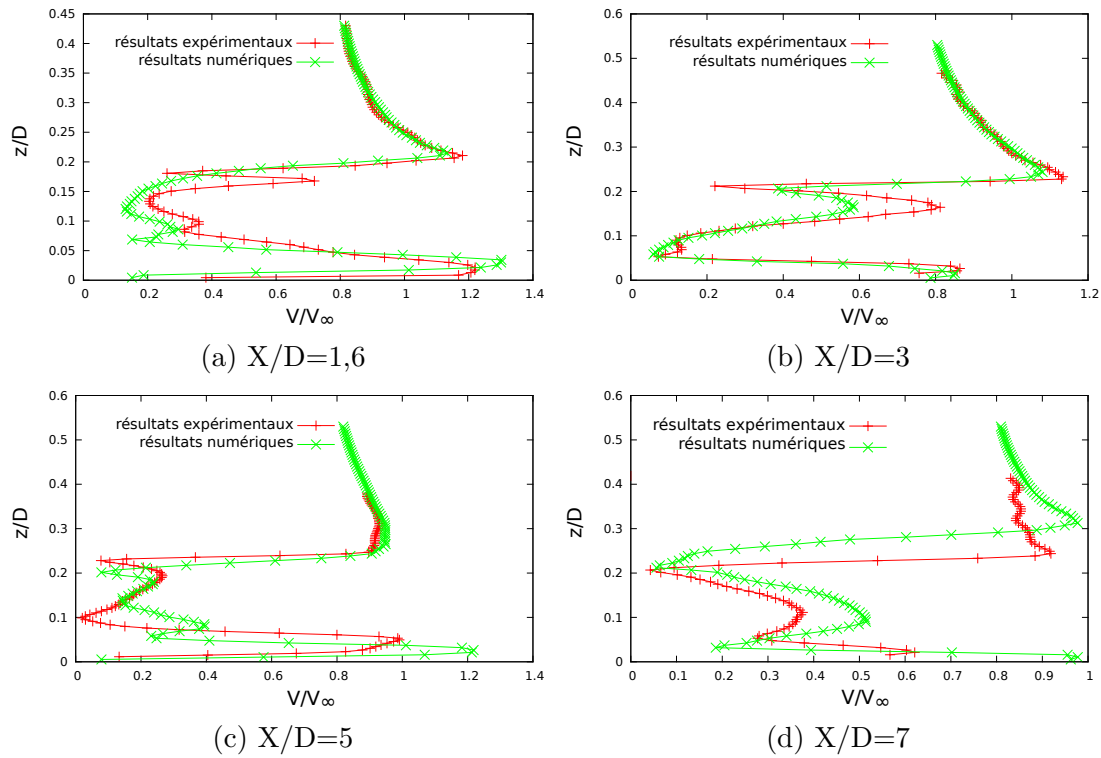 0.45
0.4
0.35
0.3
0.25
0.2
0.15
0.1
0.05
0
z/D
résultats expérimentaux
résultats numériques
0 0.2 0.4 0.6 0.8 1 1.2 1.4
V/V∞
(a) X/D=1,6
0.6
0.5
0.4
0.3
0.2
0.1
0
z/D
résultats expérimentaux
résultats numériques
0 0.2 0.4 0.6 0.8 1 1.2
V/V∞
(b) X/D=3
0.6
0.5
0.4
0.3
0.2
0.1
0
z/D
résultats expérimentaux
résultats numériques
0 0.2 0.4 0.6 0.8 1 1.2 1.4
V/V∞
(c) X/D=5
0.6
0.5
0.4
0.3
0.2
0.1
0
z/D
résultats expérimentaux
résultats numériques
0 0.1 0.2 0.3 0.4 0.5 0.6 0.7 0.8 0.9 1
V/V∞
(d) X/D=7